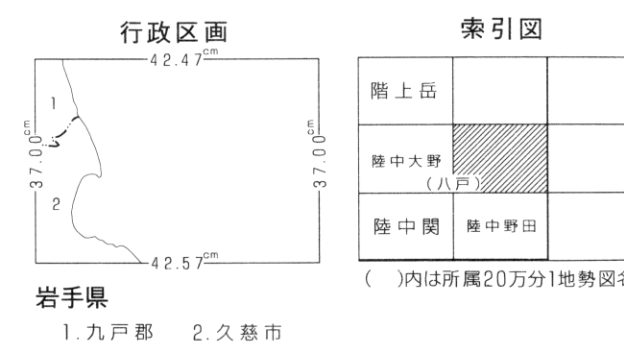 行政区画
42.47cm
1
37.00cm
37.00cm
2
42.57cm
岩手県
1.九戸郡 2.久慈市
索引図
階上岳
陸中大野
(八戸)
陸中関 陸中野田
( )内は所属20万分1地勢図名